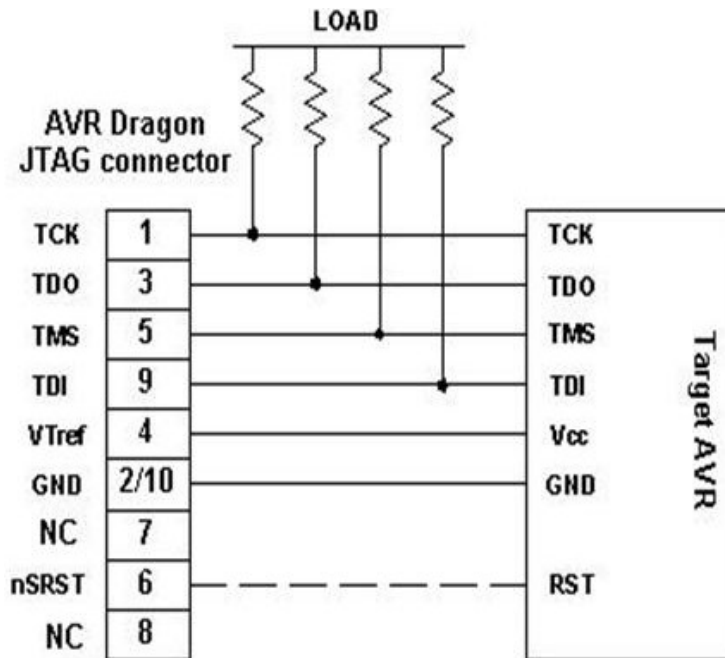 LOAD
AVR Dragon
JTAG connector
TCK 1 TCK
TDO 3 TDO
TMS 5 TMS
TDI 9 TDI
VTref 4 Vcc
GND 2/10 GND
NC 7
nSRST 6 RST
NC 8
Target AVR